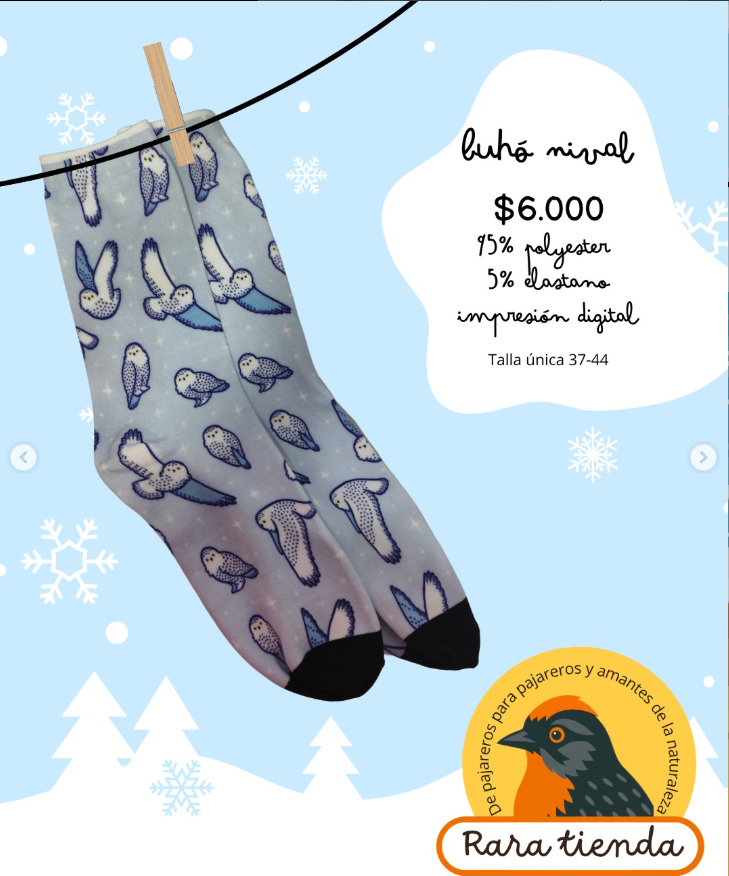 buhó nival
$6.000
95% polyester
5% elastano
impresión digital
Talla única 37-44
De pajareros para pajareros y amantes de la naturaleza
Rara tienda